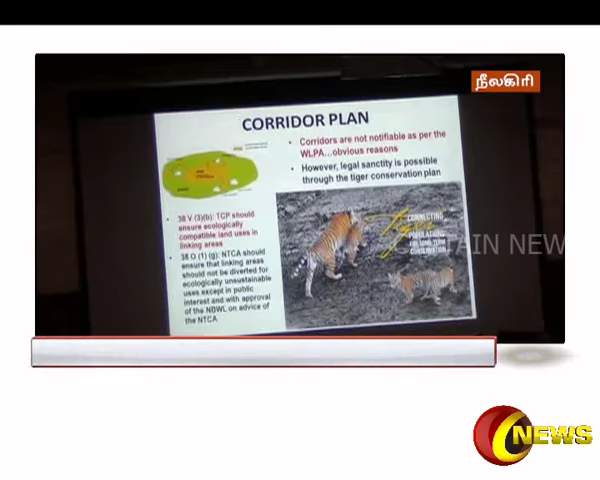 நீலகிரி
CORRIDOR PLAN
• Corridors are not notifiable as per the
WLPA...obvious reasons
• However, legal sanctity is possible
through the tiger conservation plan
• 38 V (3)(b): TCP should
ensure ecologically
compatible land uses in
linking areas
• 38 O (1) (g): NTCA should
ensure that linking areas
should not be diverted for
ecologically unsustainable
uses except in public
interest and with approval
of the NBWL on advice of
the NTCA
CONNECTING
Tiger
POPULATIONS
FOR LONG-TERM
CONSERVATION
TAIN NEW
NEWS